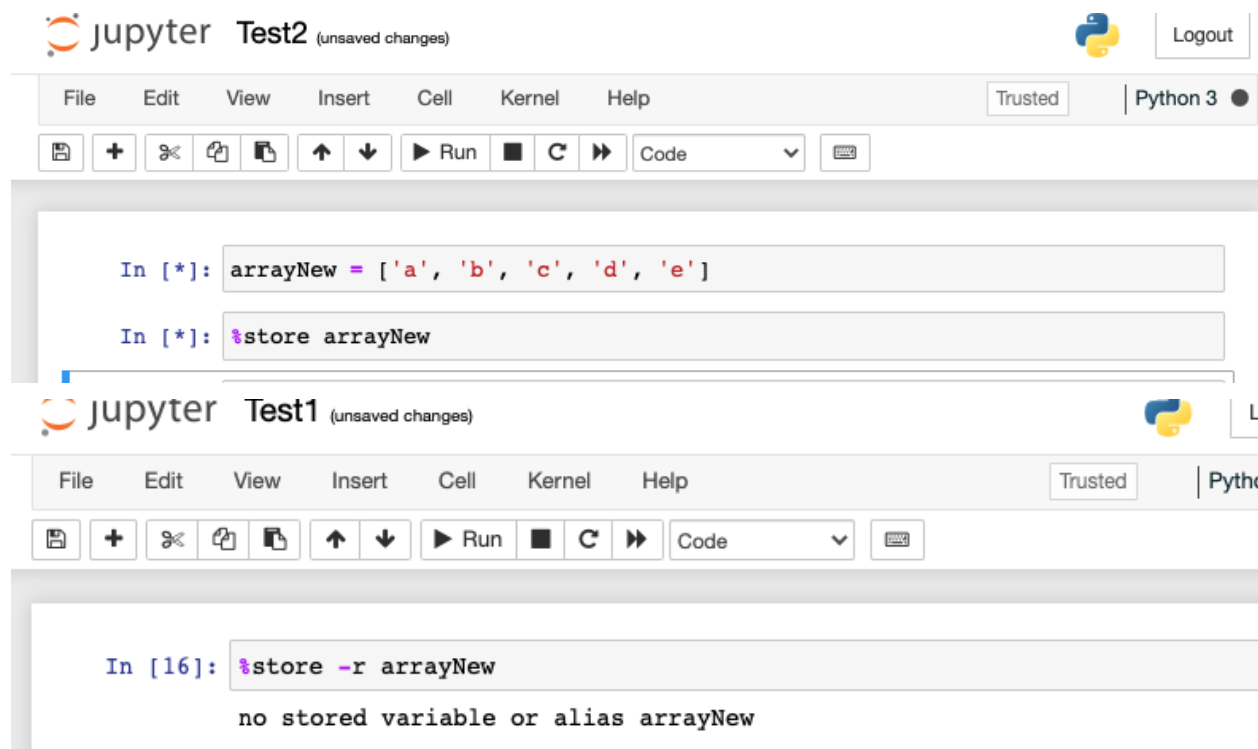 jupyter Test2 (unsaved changes) Logout
File Edit View Insert Cell Kernel Help Trusted Python 3
Run Code
In [*]: arrayNew = ['a', 'b', 'c', 'd', 'e']
In [*]: %store arrayNew
jupyter Test1 (unsaved changes) L
File Edit View Insert Cell Kernel Help Trusted Pytho
Run Code
In [16]: %store -r arrayNew
no stored variable or alias arrayNew